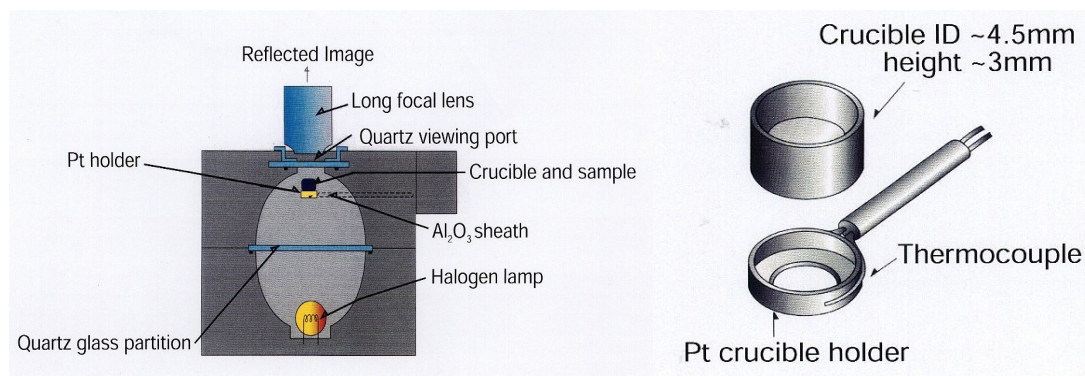 Reflected Image
Long focal lens
Quartz viewing port
Pt holder
Crucible and sample
Al₂O₃ sheath
Halogen lamp
Quartz glass partition
Crucible ID ~4.5mm
height ~3mm
Thermocouple
Pt crucible holder